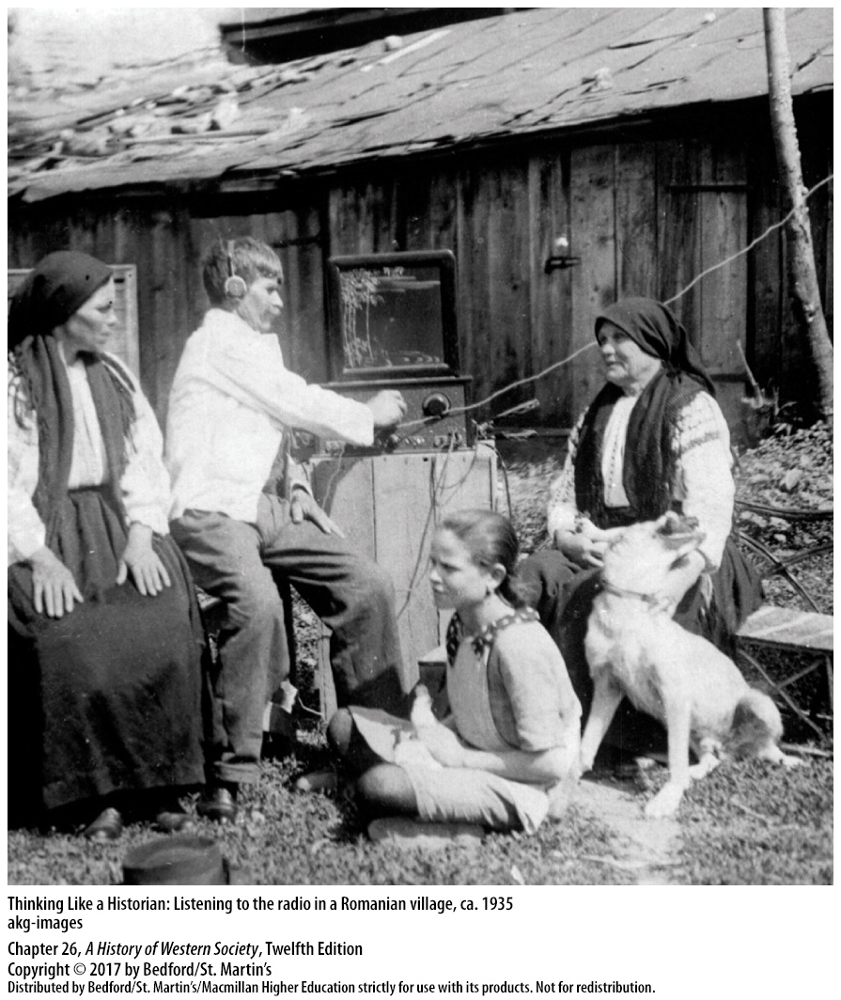 Thinking Like a Historian: Listening to the radio in a Romanian village, ca. 1935
akg-images
Chapter 26, A History of Western Society, Twelfth Edition
Copyright © 2017 by Bedford/St. Martin’s
Distributed by Bedford/St. Martin’s/Macmillan Higher Education strictly for use with its products. Not for redistribution.